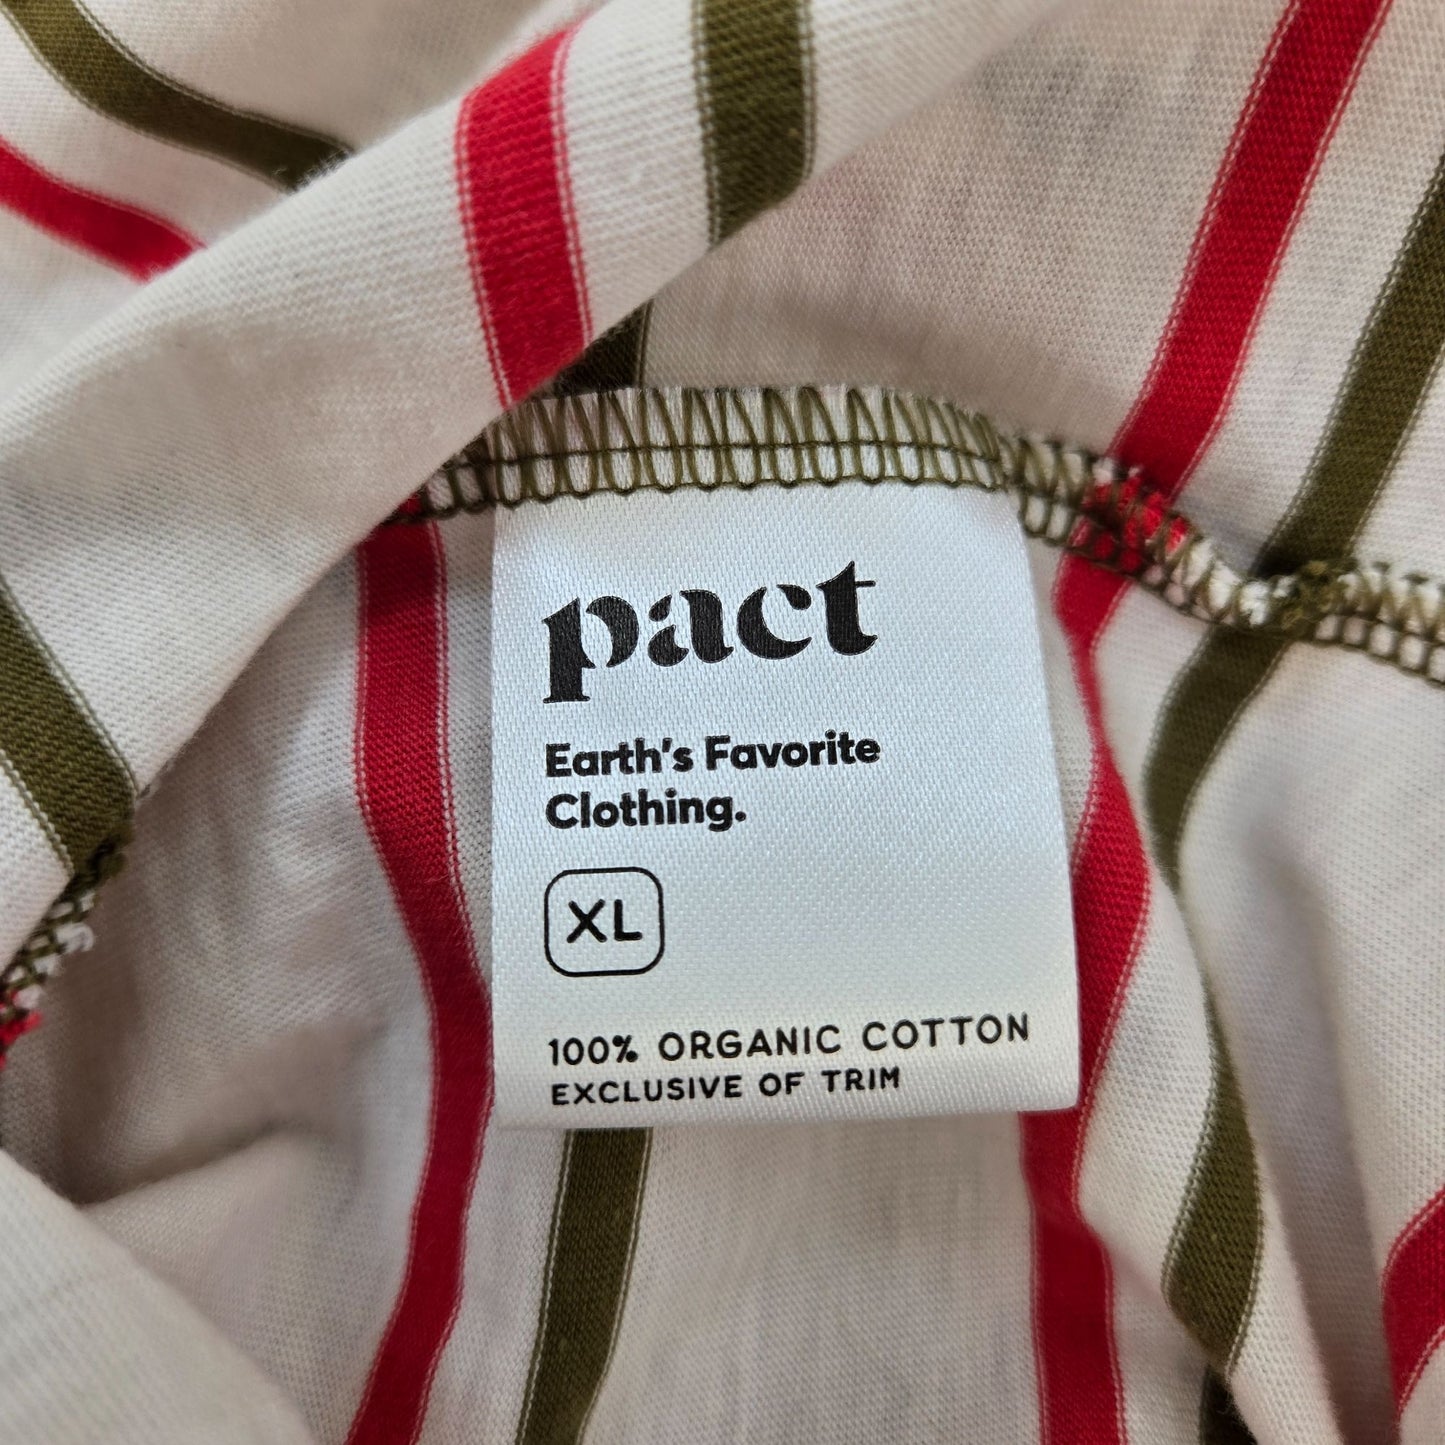 pact
Earth's Favorite
Clothing.
XL
100% ORGANIC COTTON
EXCLUSIVE OF TRIM